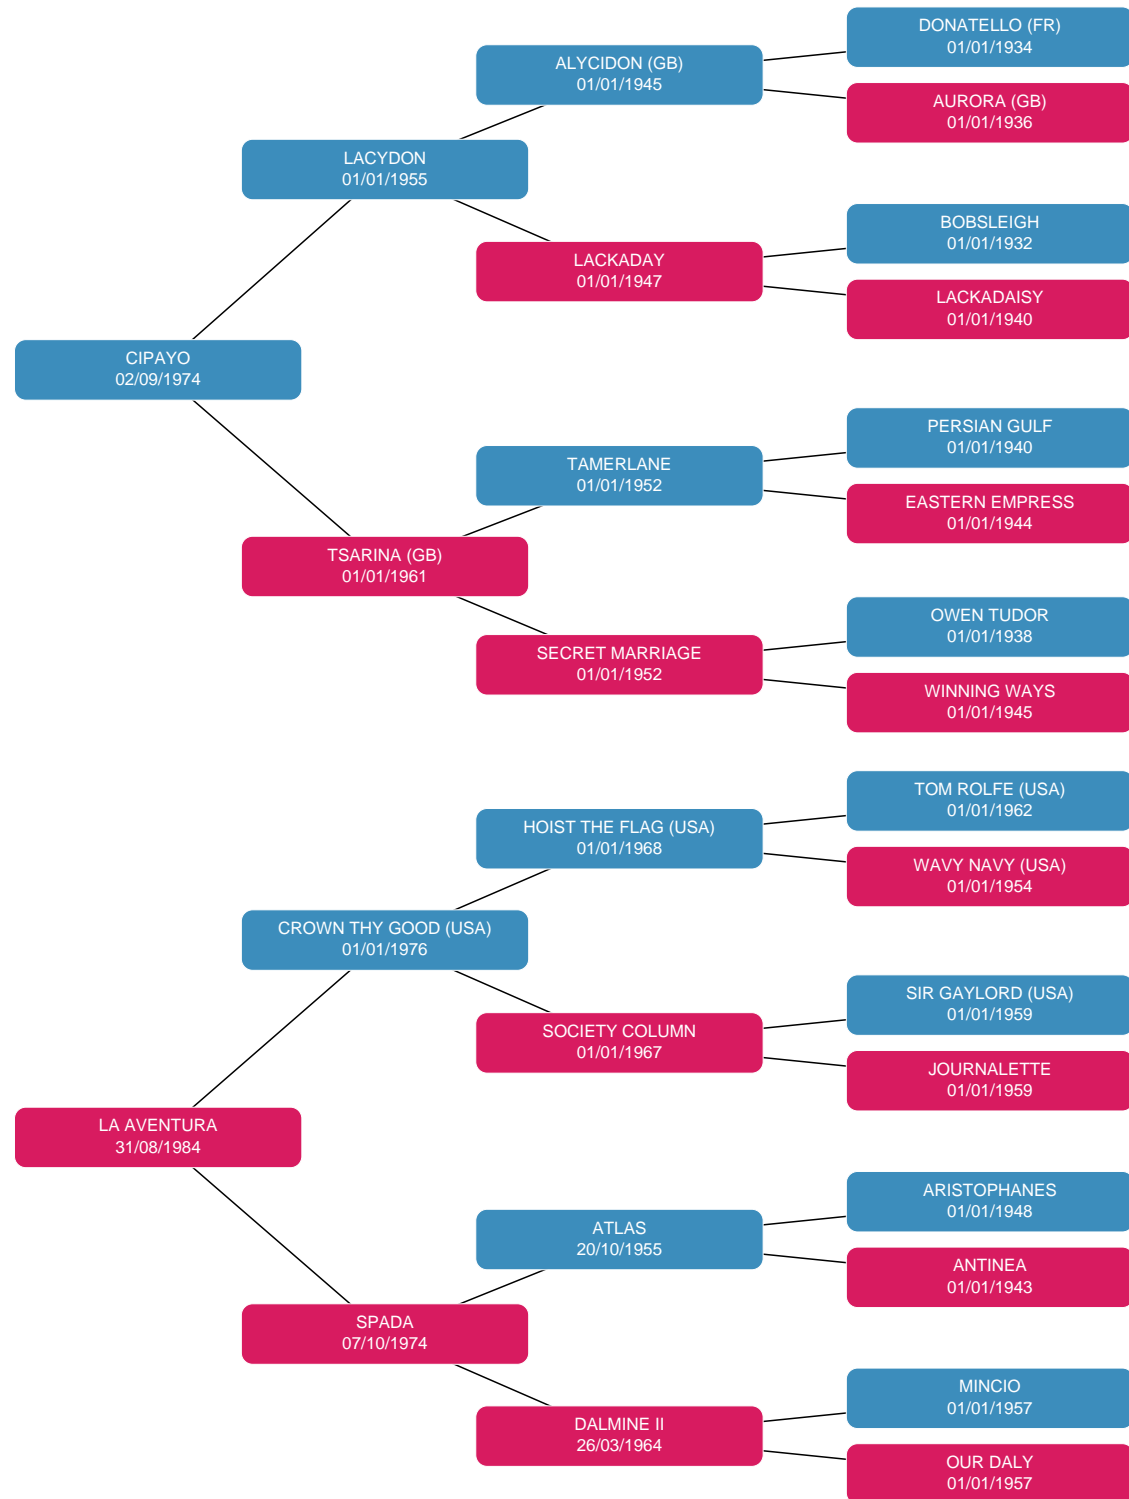 DONATELLO (FR)
01/01/1934
ALYCIDON (GB)
01/01/1945
AURORA (GB)
01/01/1936
LACYDON
01/01/1955
BOBSLEIGH
01/01/1932
LACKADAY
01/01/1947
LACKADAISY
01/01/1940
CIPAYO
02/09/1974
PERSIAN GULF
01/01/1940
TAMERLANE
01/01/1952
EASTERN EMPRESS
01/01/1944
TSARINA (GB)
01/01/1961
OWEN TUDOR
01/01/1938
SECRET MARRIAGE
01/01/1952
WINNING WAYS
01/01/1945
TOM ROLFE (USA)
01/01/1962
HOIST THE FLAG (USA)
01/01/1968
WAVY NAVY (USA)
01/01/1954
CROWN THY GOOD (USA)
01/01/1976
SIR GAYLORD (USA)
01/01/1959
SOCIETY COLUMN
01/01/1967
JOURNALETTE
01/01/1959
LA AVENTURA
31/08/1984
ARISTOPHANES
01/01/1948
ATLAS
20/10/1955
ANTINEA
01/01/1943
SPADA
07/10/1974
MINCIO
01/01/1957
DALMINE II
26/03/1964
OUR DALY
01/01/1957